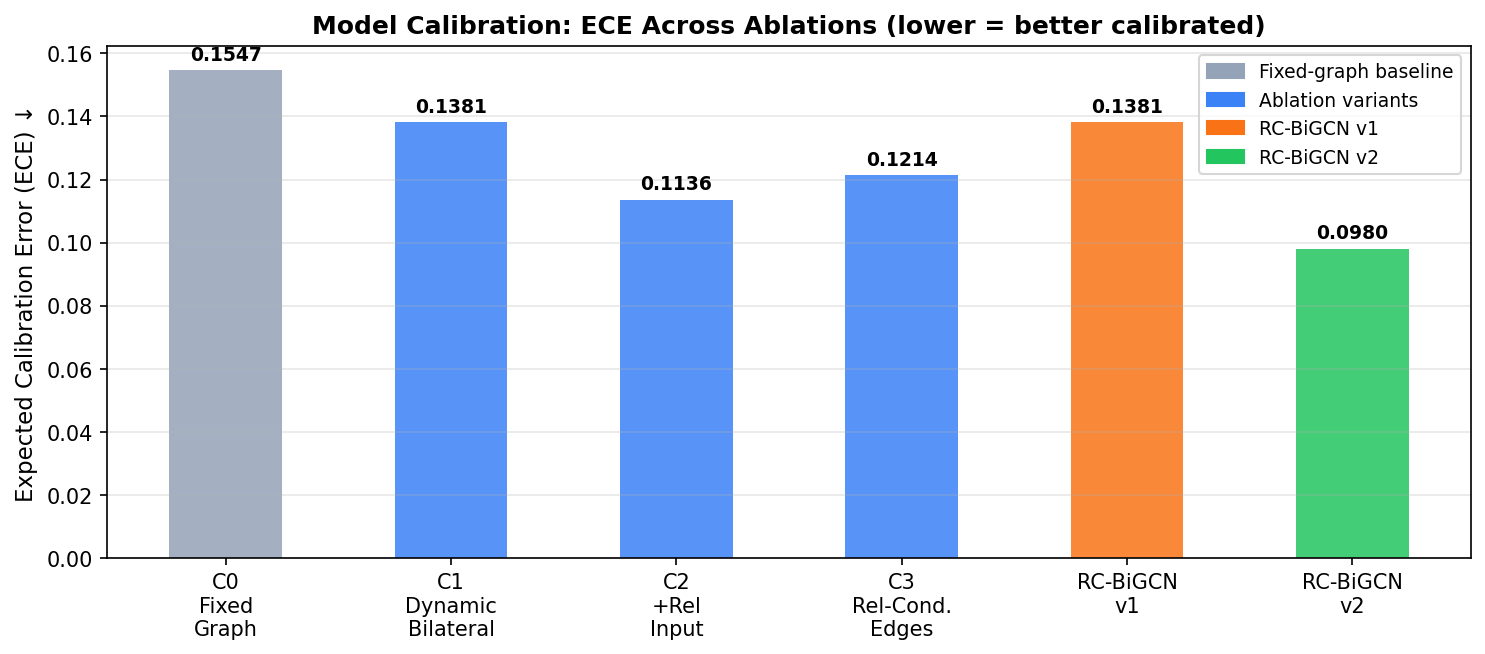 Model Calibration: ECE Across Ablations (lower = better calibrated)
Expected Calibration Error (ECE) ↓
0.16
0.14
0.12
0.10
0.08
0.06
0.04
0.02
0.00
0.1547
0.1381
0.1136
0.1214
0.1381
0.0980
Fixed-graph baseline
Ablation variants
RC-BiGCN v1
RC-BiGCN v2
C0
Fixed
Graph
C1
Dynamic
Bilateral
C2
+Rel
Input
C3
Rel-Cond.
Edges
RC-BiGCN
v1
RC-BiGCN
v2